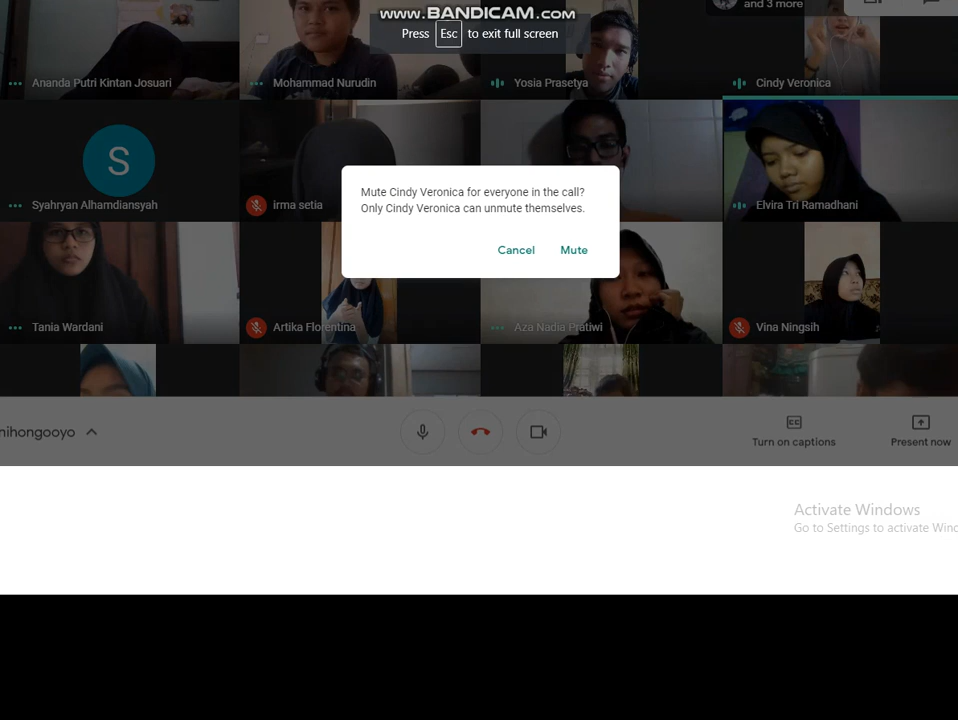 www.BANDICAM.com
and 3 more
Press Esc to exit full screen
Ananda Putri Kintan Josuari
Mohammad Nurudin
Yosia Prasetya
Cindy Veronica
S
Syahryan Alhamdiansyah
irma setia
Elvira Tri Ramadhani
Mute Cindy Veronica for everyone in the call?
Only Cindy Veronica can unmute themselves.
Cancel
Mute
Tania Wardani
Artika Florentina
Aza Nadia Pratiwi
Vina Ningsih
nihongooyo
CC
Turn on captions
Present now
Activate Windows
Go to Settings to activate Winc